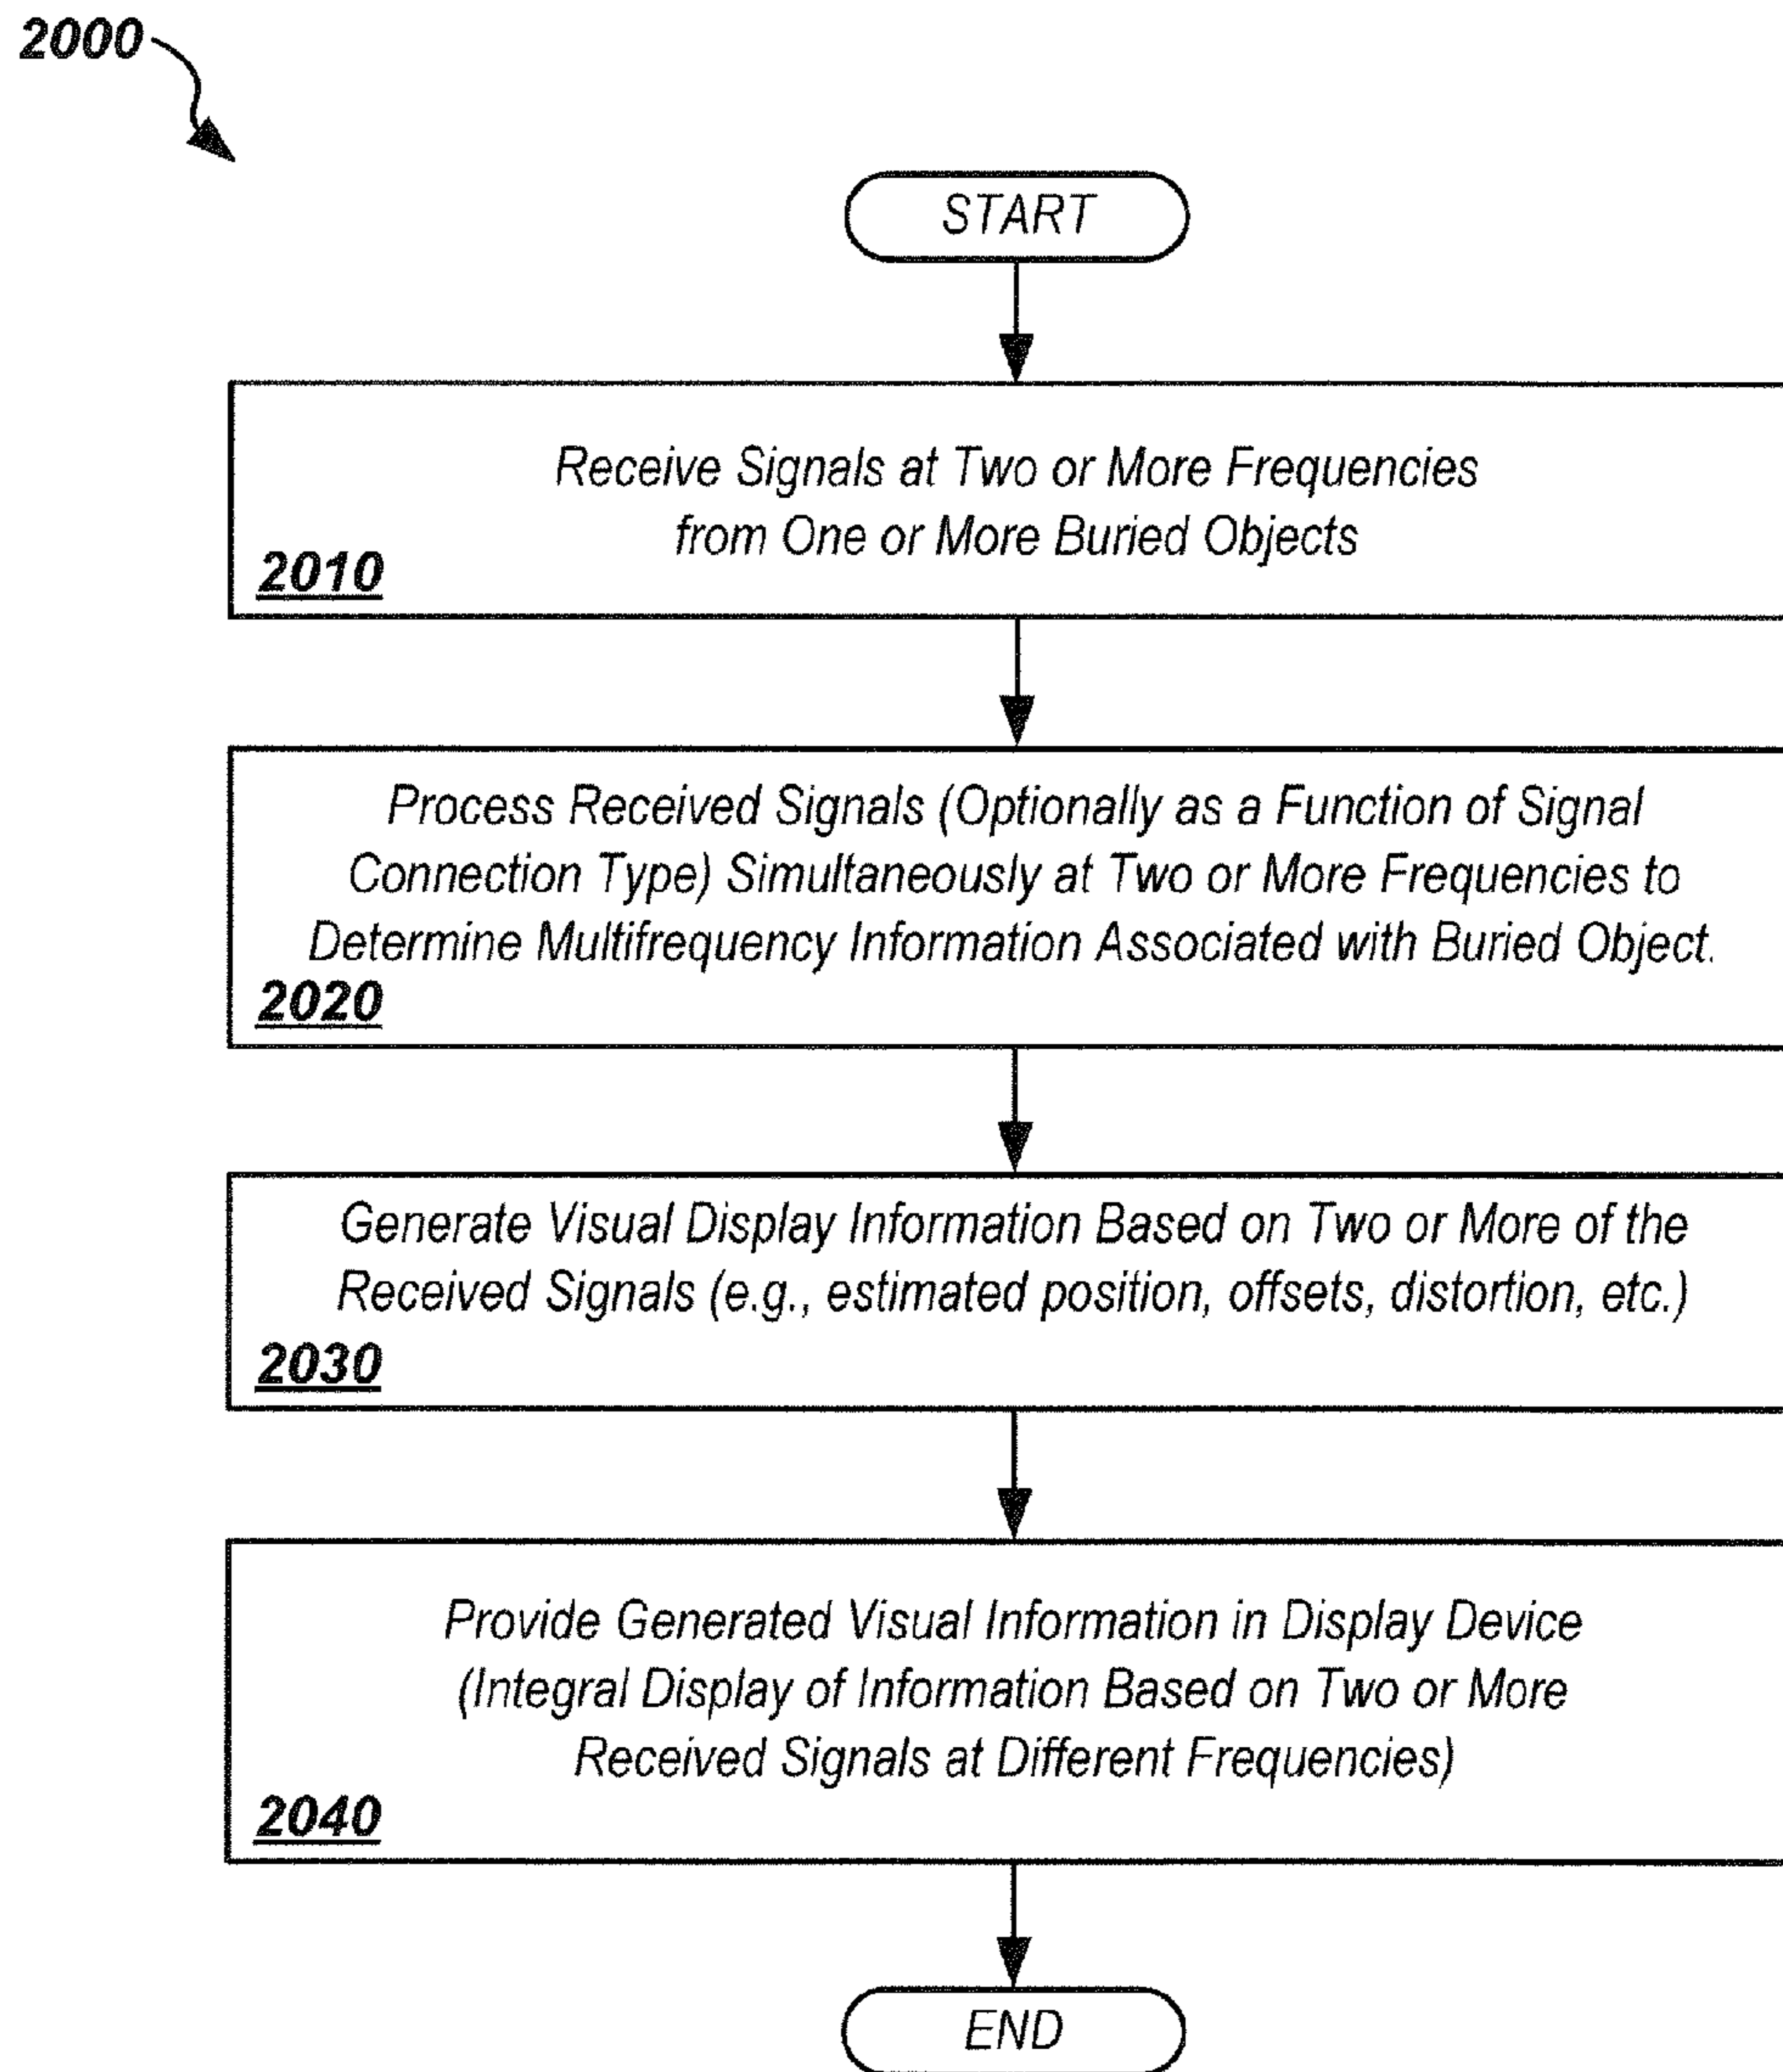 2000
START
Receive Signals at Two or More Frequencies
from One or More Buried Objects
2010
Process Received Signals (Optionally as a Function of Signal
Connection Type) Simultaneously at Two or More Frequencies to
Determine Multifrequency Information Associated with Buried Object.
2020
Generate Visual Display Information Based on Two or More of the
Received Signals (e.g., estimated position, offsets, distortion, etc.)
2030
Provide Generated Visual Information in Display Device
(Integral Display of Information Based on Two or More
Received Signals at Different Frequencies)
2040
END